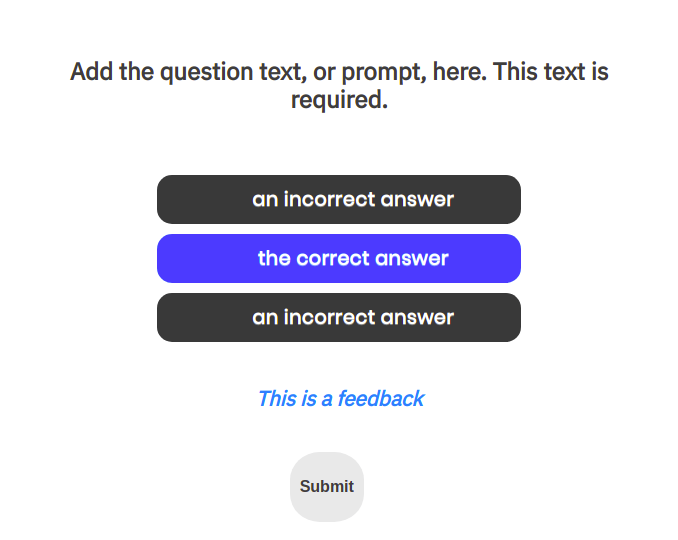 Add the question text, or prompt, here. This text is
required.
an incorrect answer
the correct answer
an incorrect answer
This is a feedback
Submit